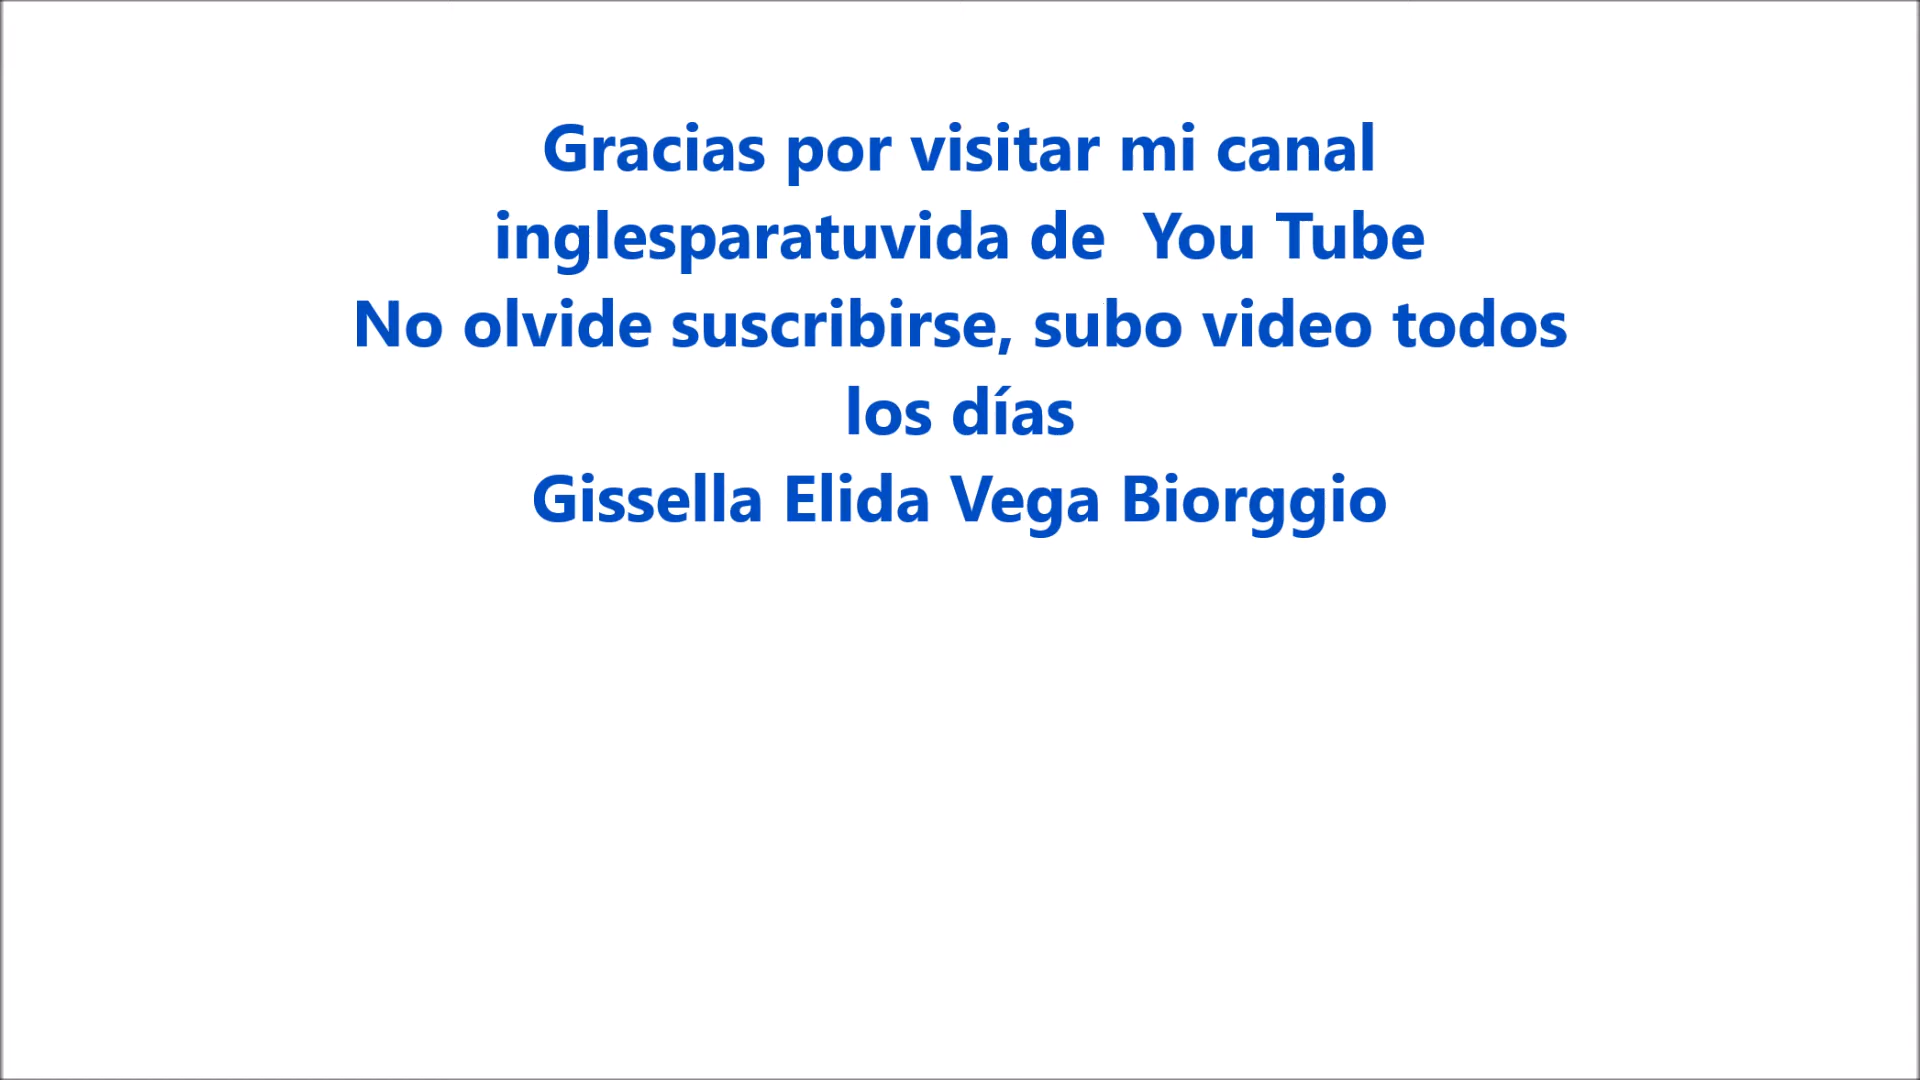 Gracias por visitar mi canal
inglesparatuvida de  You Tube
No olvide suscribirse, subo video todos
los días
Gissella Elida Vega Biorggio